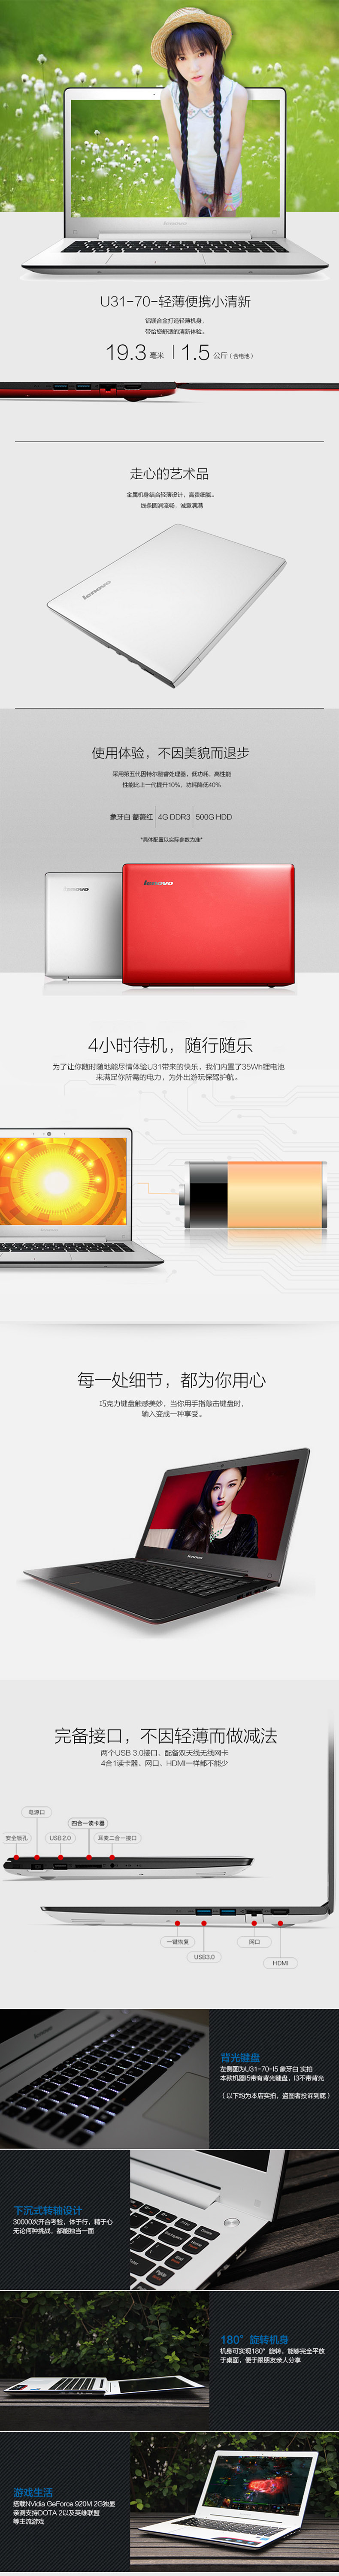 U31-70-轻薄便携小清新
铝镁合金打造轻薄机身，
带给您舒适的清新体验。
19.3 毫米 1.5 公斤（含电池）
走心的艺术品
金属机身结合轻薄设计，高贵细腻。
线条圆润流畅，诚意满满
lenovo
使用体验，不因美貌而退步
采用第五代因特尔酷睿处理器，低功耗，高性能
性能比上一代提升10%，功耗降低40%
象牙白 蔷薇红 4G DDR3 500G HDD
*具体配置以实际参数为准*
lenovo
lenovo
4小时待机，随行随乐
为了让你随时随地能尽情体验U31带来的快乐，我们内置了35Wh锂电池
来满足你所需的电力，为外出游玩保驾护航。
每一处细节，都为你用心
巧克力键盘触感美妙，当你用手指敲击键盘时，
输入变成一种享受。
完备接口，不因轻薄而做减法
两个USB 3.0接口、配备双天线无线网卡
4合1读卡器、网口、HDMI一样都不能少
电源口
四合一读卡器
安全锁孔
USB2.0
耳麦二合一接口
一键恢复
网口
USB3.0
HDMI
背光键盘
左侧图为U31-70-I5 象牙白 实拍
本款机器I5带有背光键盘，I3不带背光
（以下均为本店实拍，盗图者投诉到底）
下沉式转轴设计
30000次开合考验，体于行，精于心
无论何种挑战，都能独当一面
180°旋转机身
机身可实现180°旋转，能够完全平放
于桌面，便于跟朋友亲人分享
游戏生活
搭载NVidia GeForce 920M 2G独显
亲测支持DOTA 2以及英雄联盟
等主流游戏